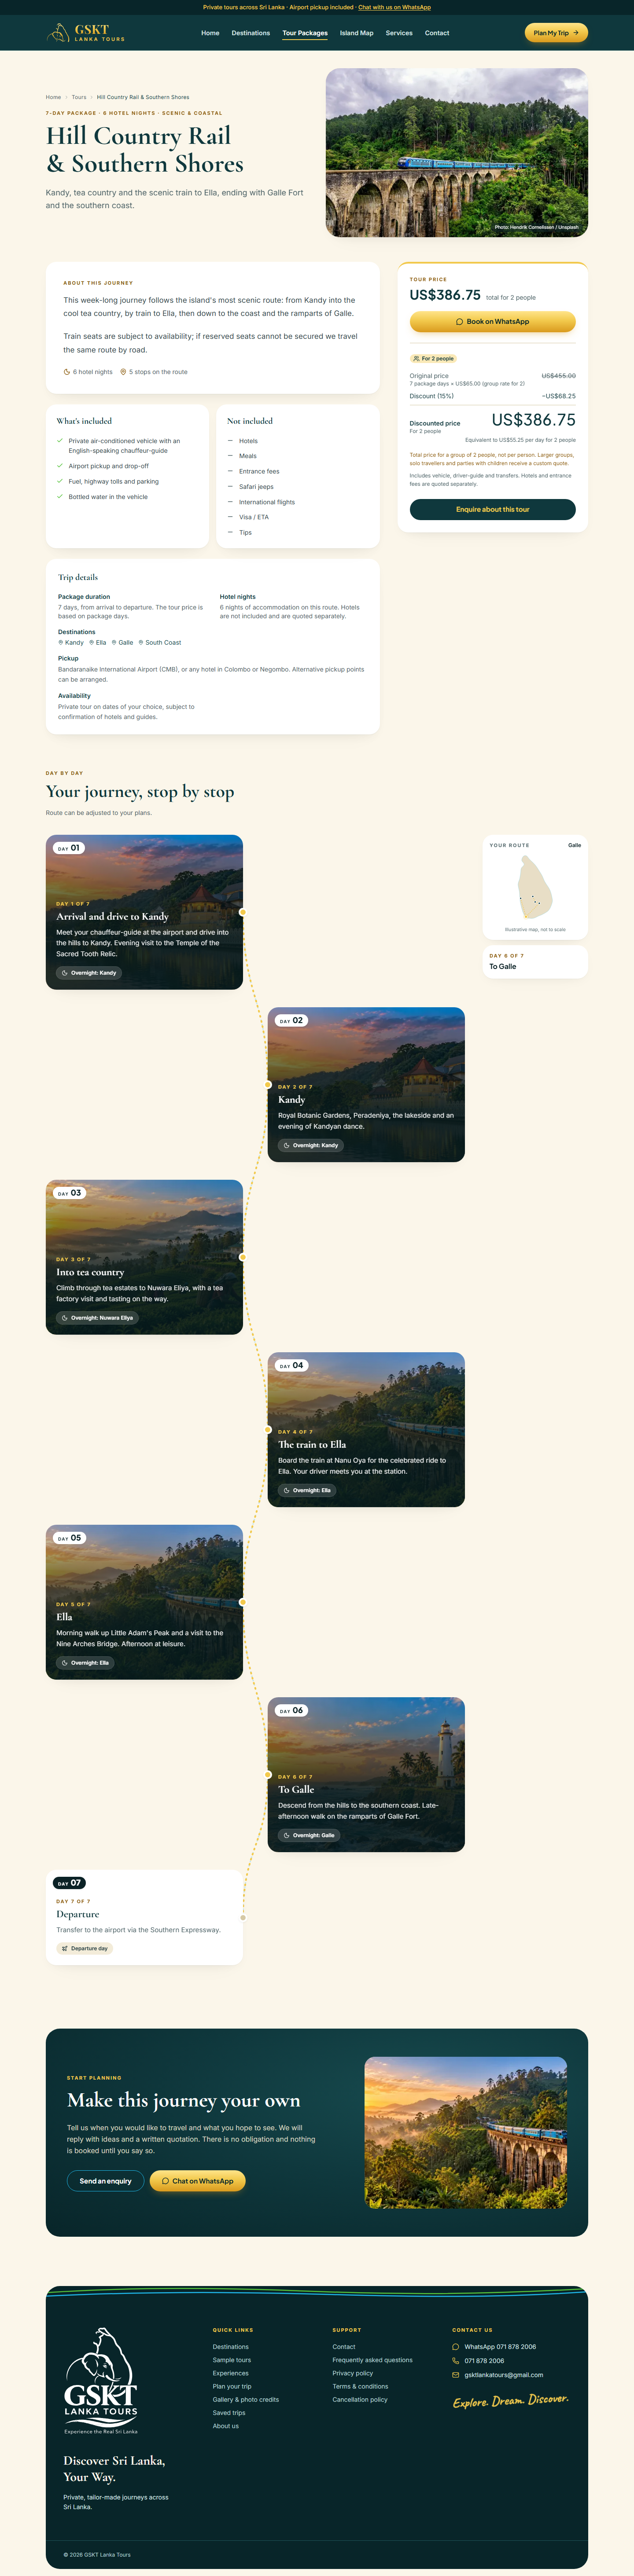 Private tours across Sri Lanka · Airport pickup included · Chat with us on WhatsApp
GSKT
LANKA TOURS
Home
Destinations
Tour Packages
Island Map
Services
Contact
Plan My Trip
Home
Tours
Hill Country Rail & Southern Shores
7-DAY PACKAGE · 6 HOTEL NIGHTS · SCENIC & COASTAL
Hill Country Rail
& Southern Shores
Kandy, tea country and the scenic train to Ella, ending with Galle Fort
and the southern coast.
Photo: Hendrik Cornelissen / Unsplash
ABOUT THIS JOURNEY
This week-long journey follows the island's most scenic route: from Kandy into the
cool tea country, by train to Ella, then down to the coast and the ramparts of Galle.
Train seats are subject to availability; if reserved seats cannot be secured we travel
the same route by road.
6 hotel nights
5 stops on the route
What's included
Private air-conditioned vehicle with an
English-speaking chauffeur-guide
Airport pickup and drop-off
Fuel, highway tolls and parking
Bottled water in the vehicle
Not included
Hotels
Meals
Entrance fees
Safari jeeps
International flights
Visa / ETA
Tips
TOUR PRICE
US$386.75 total for 2 people
Book on WhatsApp
For 2 people
Original price US$455.00
7 package days × US$65.00 (group rate for 2)
Discount (15%) −US$68.25
Discounted price US$386.75
For 2 people
Equivalent to US$55.25 per day for 2 people
Total price for a group of 2 people, not per person. Larger groups,
solo travellers and parties with children receive a custom quote.
Includes vehicle, driver-guide and transfers. Hotels and entrance
fees are quoted separately.
Enquire about this tour
Trip details
Package duration
7 days, from arrival to departure. The tour price is
based on package days.
Hotel nights
6 nights of accommodation on this route. Hotels
are not included and are quoted separately.
Destinations
Kandy Ella Galle South Coast
Pickup
Bandaranaike International Airport (CMB), or any hotel in Colombo or Negombo. Alternative pickup points
can be arranged.
Availability
Private tour on dates of your choice, subject to
confirmation of hotels and guides.
DAY BY DAY
Your journey, stop by stop
Route can be adjusted to your plans.
DAY 01
DAY 1 OF 7
Arrival and drive to Kandy
Meet your chauffeur-guide at the airport and drive into
the hills to Kandy. Evening visit to the Temple of the
Sacred Tooth Relic.
Overnight: Kandy
YOUR ROUTE Galle
Illustrative map, not to scale
DAY 6 OF 7
To Galle
DAY 02
DAY 2 OF 7
Kandy
Royal Botanic Gardens, Peradeniya, the lakeside and an
evening of Kandyan dance.
Overnight: Kandy
DAY 03
DAY 3 OF 7
Into tea country
Climb through tea estates to Nuwara Eliya, with a tea
factory visit and tasting on the way.
Overnight: Nuwara Eliya
DAY 04
DAY 4 OF 7
The train to Ella
Board the train at Nanu Oya for the celebrated ride to
Ella. Your driver meets you at the station.
Overnight: Ella
DAY 05
DAY 5 OF 7
Ella
Morning walk up Little Adam's Peak and a visit to the
Nine Arches Bridge. Afternoon at leisure.
Overnight: Ella
DAY 06
DAY 6 OF 7
To Galle
Descend from the hills to the southern coast. Late-
afternoon walk on the ramparts of Galle Fort.
Overnight: Galle
DAY 07
DAY 7 OF 7
Departure
Transfer to the airport via the Southern Expressway.
Departure day
START PLANNING
Make this journey your own
Tell us when you would like to travel and what you hope to see. We will
reply with ideas and a written quotation. There is no obligation and nothing
is booked until you say so.
Send an enquiry
Chat on WhatsApp
GSKT
LANKA TOURS
Experience the Real Sri Lanka
Discover Sri Lanka,
Your Way.
Private, tailor-made journeys across
Sri Lanka.
QUICK LINKS
Destinations
Sample tours
Experiences
Plan your trip
Gallery & photo credits
Saved trips
About us
SUPPORT
Contact
Frequently asked questions
Privacy policy
Terms & conditions
Cancellation policy
CONTACT US
WhatsApp 071 878 2006
071 878 2006
gsktlankatours@gmail.com
Explore. Dream. Discover.
© 2026 GSKT Lanka Tours